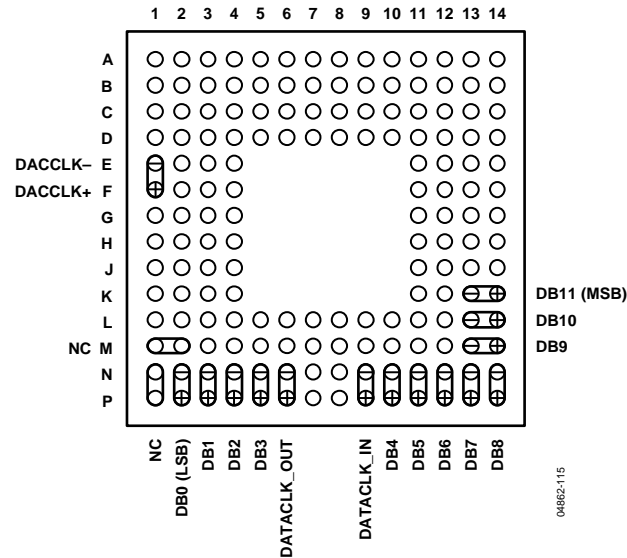 1 2 3 4 5 6 7 8 9 10 11 12 13 14
A
B
C
D
DACCLK– E
DACCLK+ F
G
H
J
K DB11 (MSB)
L DB10
NC M DB9
N
P
NC
DB0 (LSB)
DB1
DB2
DB3
DATACLK_OUT
DATACLK_IN
DB4
DB5
DB6
DB7
DB8
04862-115